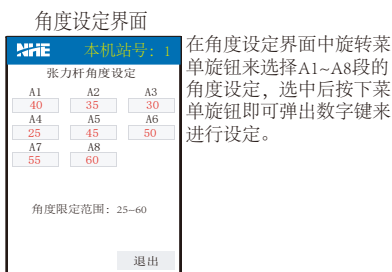 角度设定界面
NHE 本机站号: 1
张力杆角度设定
A1 A2 A3
40 35 30
A4 A5 A6
25 45 50
A7 A8
55 60
角度限定范围: 25–60
退出
在角度设定界面中旋转菜
单旋钮来选择A1~A8段的
角度设定，选中后按下菜
单旋钮即可弹出数字键来
进行设定。